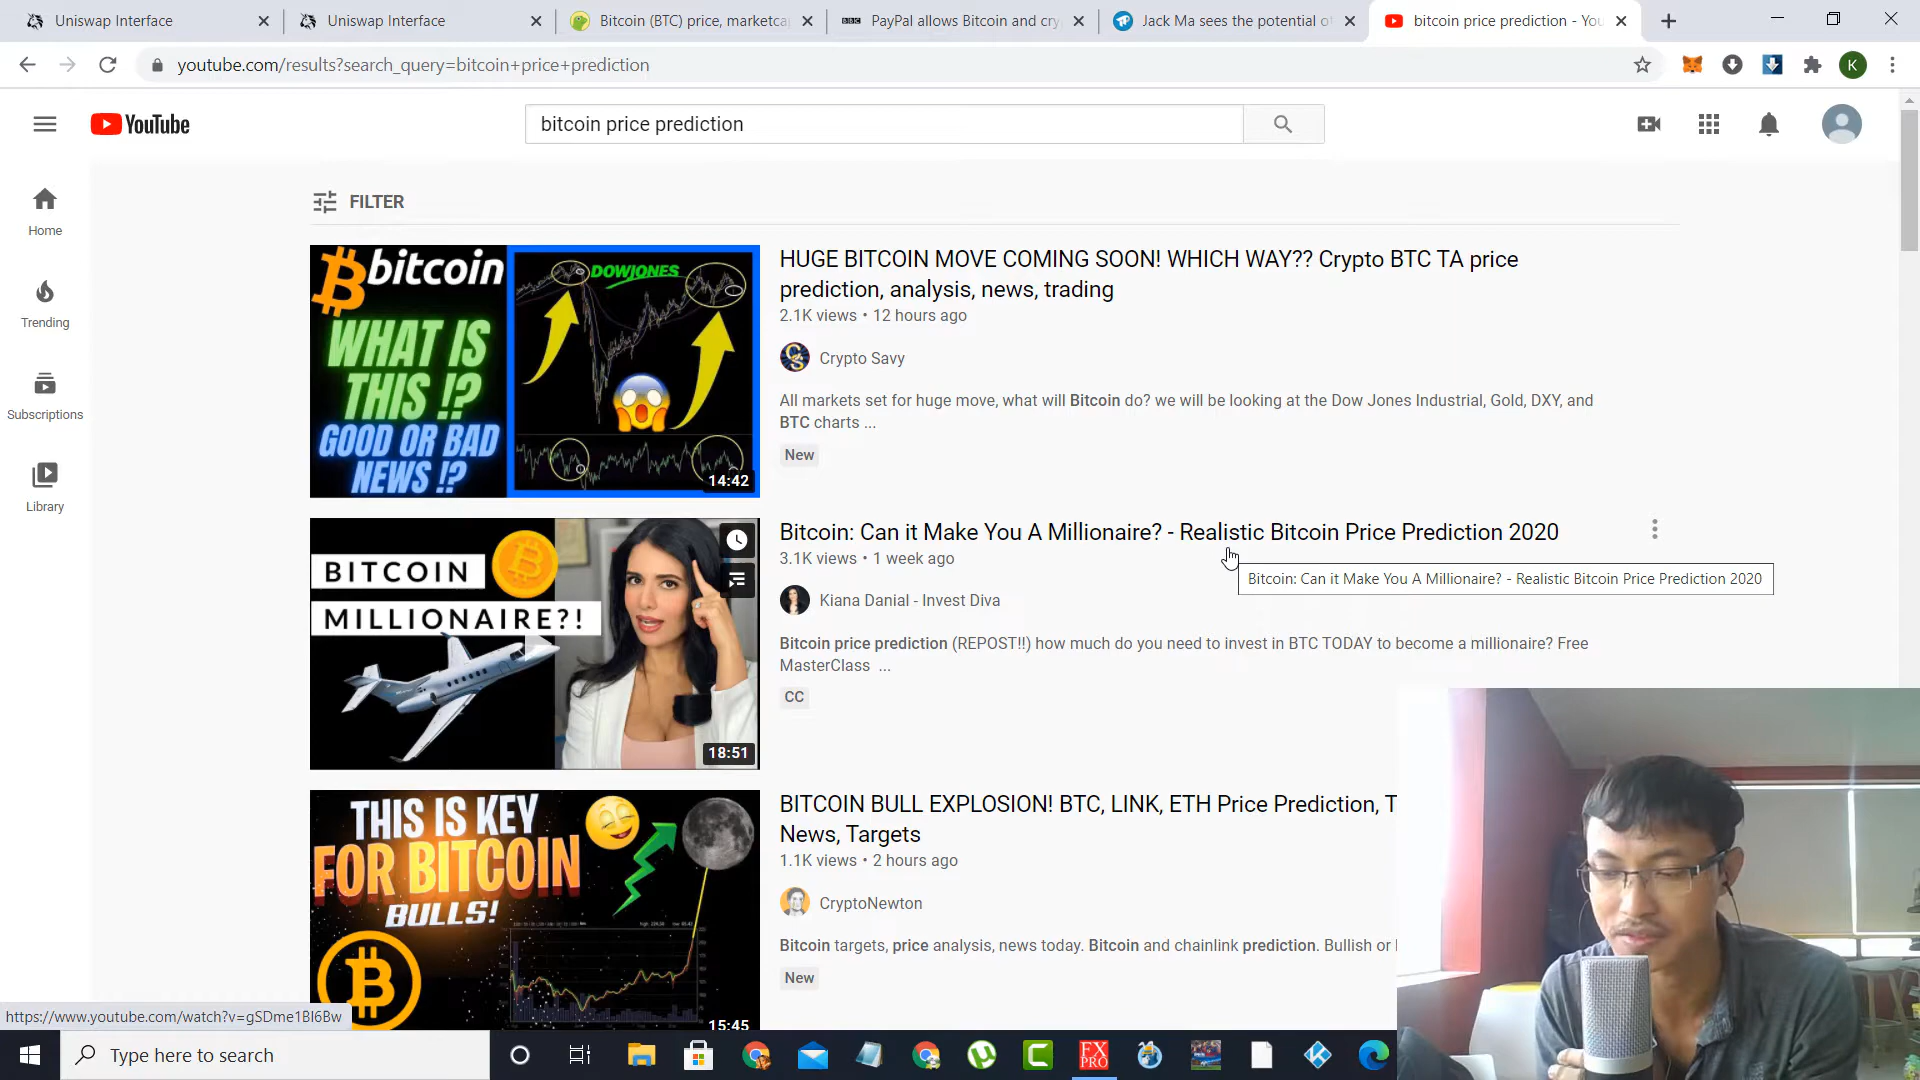 Uniswap Interface
Uniswap Interface
Bitcoin (BTC) price, marketca
BBC
PayPal allows Bitcoin and cry
Jack Ma sees the potential of
bitcoin price prediction - You
youtube.com/results?search_query=bitcoin+price+prediction
K
YouTube
bitcoin price prediction
Home
Trending
Subscriptions
Library
FILTER
bitcoin
WHAT IS
THIS !?
GOOD OR BAD
NEWS !?
DOWJONES
14:42
HUGE BITCOIN MOVE COMING SOON! WHICH WAY?? Crypto BTC TA price
prediction, analysis, news, trading
2.1K views • 12 hours ago
Crypto Savy
All markets set for huge move, what will Bitcoin do? we will be looking at the Dow Jones Industrial, Gold, DXY, and
BTC charts ...
New
BITCOIN
MILLIONAIRE?!
18:51
Bitcoin: Can it Make You A Millionaire? - Realistic Bitcoin Price Prediction 2020
3.1K views • 1 week ago
Bitcoin: Can it Make You A Millionaire? - Realistic Bitcoin Price Prediction 2020
Kiana Danial - Invest Diva
Bitcoin price prediction (REPOST!!) how much do you need to invest in BTC TODAY to become a millionaire? Free
MasterClass ...
CC
THIS IS KEY
FOR BITCOIN
BULLS!
15:45
BITCOIN BULL EXPLOSION! BTC, LINK, ETH Price Prediction, T
News, Targets
1.1K views • 2 hours ago
CryptoNewton
Bitcoin targets, price analysis, news today. Bitcoin and chainlink prediction. Bullish or
New
https://www.youtube.com/watch?v=gSDme1BI6Bw
Type here to search
FX
PRO